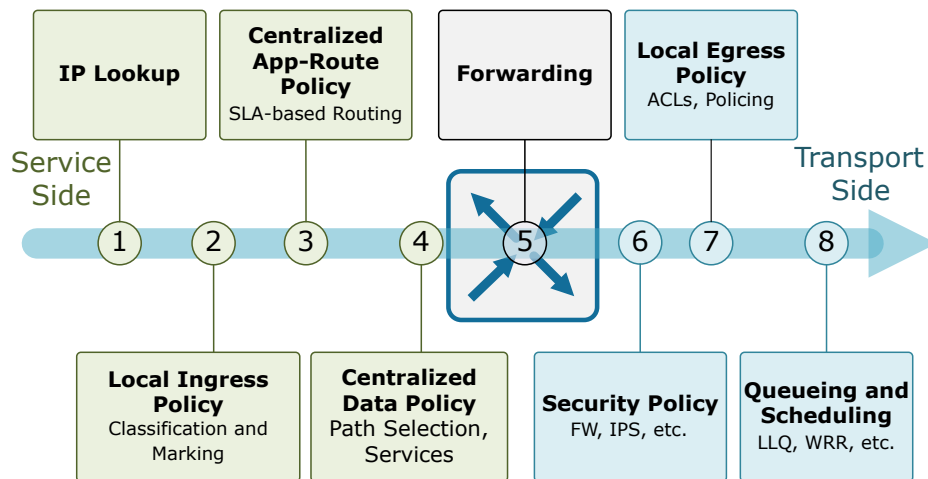 IP Lookup
Centralized
App-Route
Policy
SLA-based Routing
Forwarding
Local Egress
Policy
ACLs, Policing
Service
Side
Transport
Side
1
2
3
4
5
6
7
8
Local Ingress
Policy
Classification and
Marking
Centralized
Data Policy
Path Selection,
Services
Security Policy
FW, IPS, etc.
Queueing and
Scheduling
LLQ, WRR, etc.